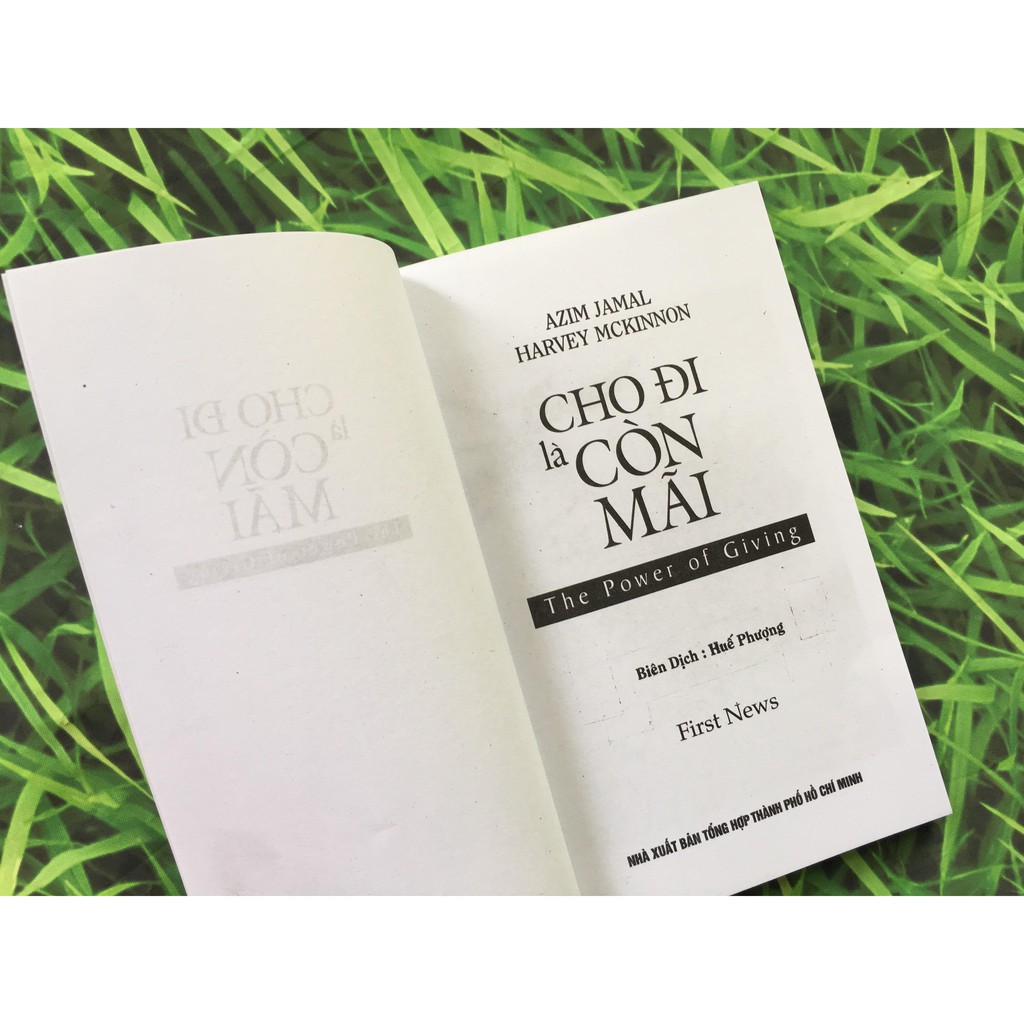 AZIM JAMAL
HARVEY MCKINNON
CHO ĐI
là CÒN
MÃI
The Power of Giving
Biên Dịch : Huế Phượng
First News
NHÀ XUẤT BẢN TỔNG HỢP THÀNH PHỐ HỒ CHÍ MINH